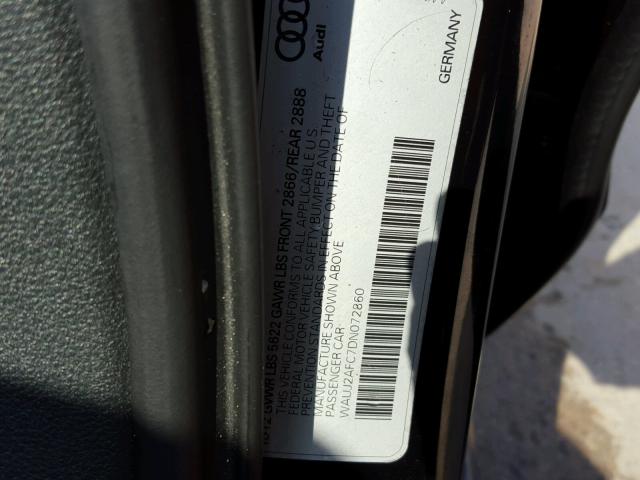 Audi
GERMANY
GVWR LBS 5622 GAWR LBS FRONT 2866/REAR 2888
THIS VEHICLE CONFORMS TO ALL APPLICABLE U S
FEDERAL MOTOR VEHICLE SAFETY BUMPER AND THEFT
PREVENTION STANDARDS IN EFFECT ON THE DATE OF
MANUFACTURE SHOWN ABOVE
PASSENGER CAR
WAUJ2AFC7DN072860